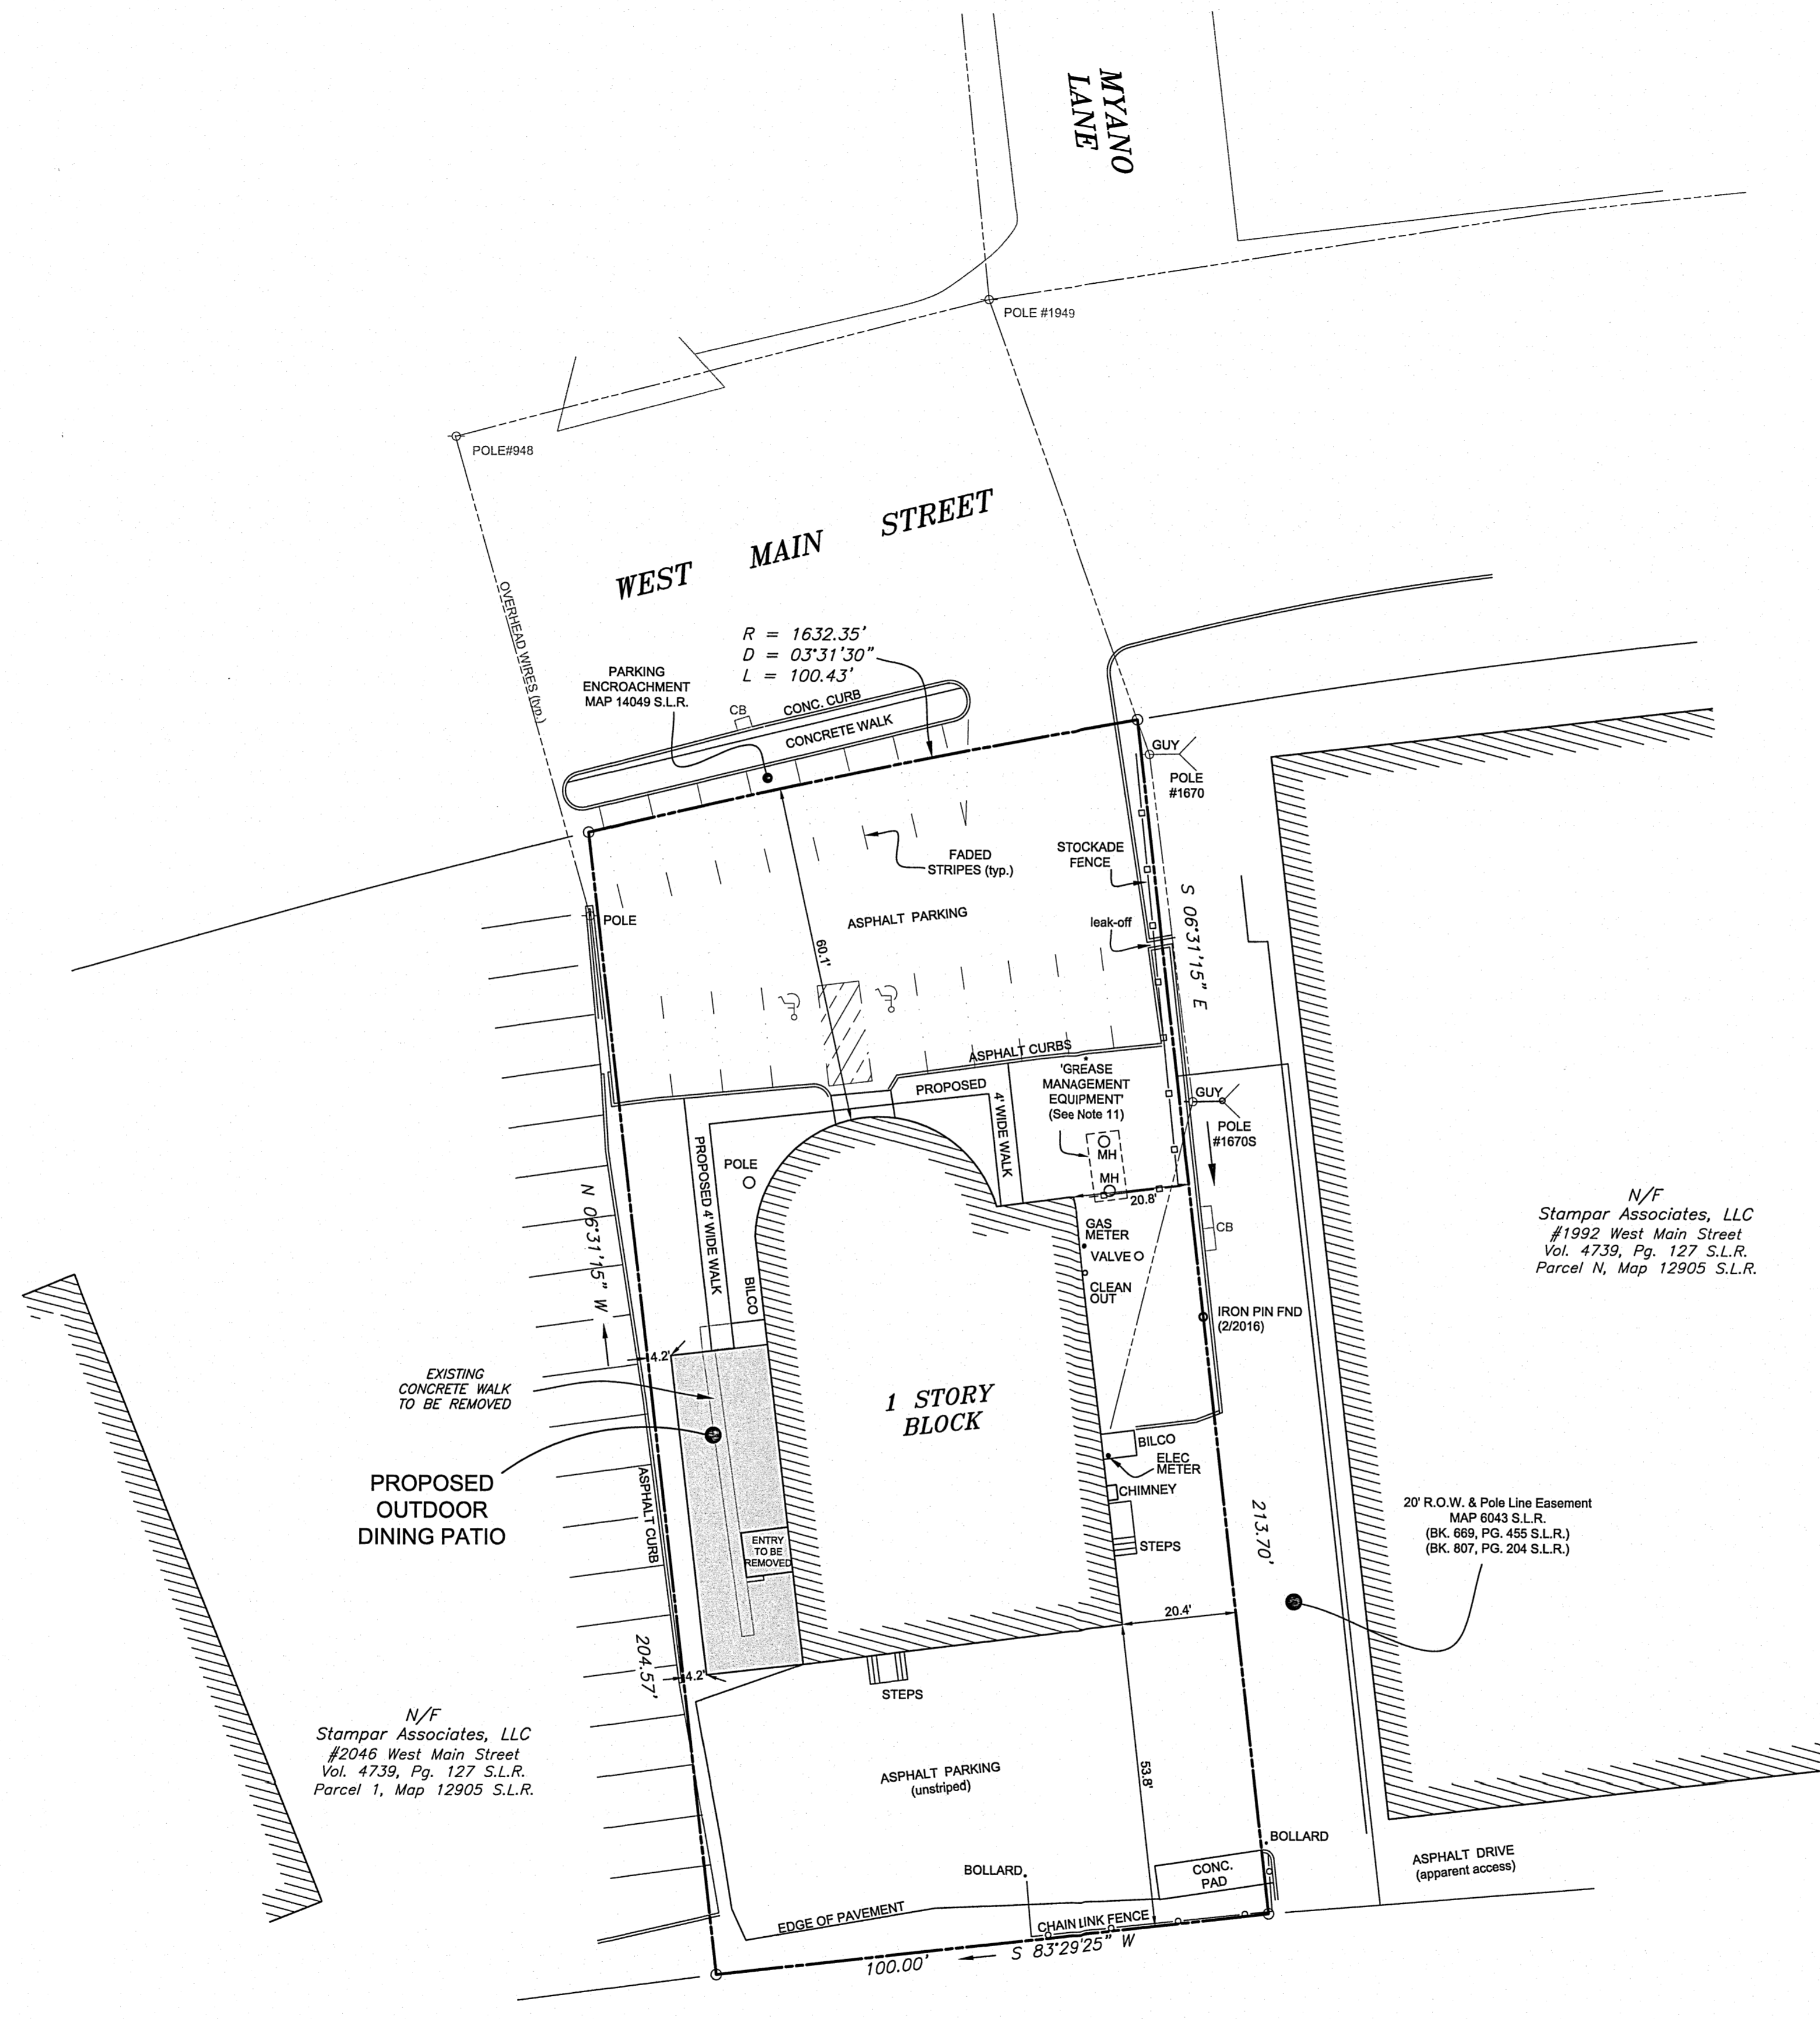 MYANO
LANE
POLE #1949
POLE#948
WEST MAIN STREET
OVERHEAD WIRES (typ.)
R = 1632.35'
D = 03°31'30"
L = 100.43'
PARKING
ENCROACHMENT
MAP 14049 S.L.R.
CB
CONC. CURB
CONCRETE WALK
GUY
POLE
#1670
FADED
STRIPES (typ.)
STOCKADE
FENCE
POLE
ASPHALT PARKING
leak-off
S 06°31'15" E
60.1'
ASPHALT CURBS
'GREASE
MANAGEMENT
EQUIPMENT'
(See Note 11)
PROPOSED
4' WIDE WALK
GUY
POLE
#1670S
MH
MH
20.8'
PROPOSED 4' WIDE WALK
POLE
N 06°31'15" W
BILCO
GAS
METER
VALVE
CLEAN
OUT
CB
N/F
Stampar Associates, LLC
#1992 West Main Street
Vol. 4739, Pg. 127 S.L.R.
Parcel N, Map 12905 S.L.R.
IRON PIN FND
(2/2016)
4.2'
EXISTING
CONCRETE WALK
TO BE REMOVED
1 STORY
BLOCK
BILCO
ELEC
METER
CHIMNEY
STEPS
PROPOSED
OUTDOOR
DINING PATIO
ASPHALT CURB
ENTRY
TO BE
REMOVED
213.70'
20' R.O.W. & Pole Line Easement
MAP 6043 S.L.R.
(BK. 669, PG. 455 S.L.R.)
(BK. 807, PG. 204 S.L.R.)
20.4'
204.57'
4.2'
STEPS
N/F
Stampar Associates, LLC
#2046 West Main Street
Vol. 4739, Pg. 127 S.L.R.
Parcel 1, Map 12905 S.L.R.
ASPHALT PARKING
(unstriped)
53.8'
BOLLARD
BOLLARD
CONC.
PAD
ASPHALT DRIVE
(apparent access)
EDGE OF PAVEMENT
CHAIN LINK FENCE
100.00'
S 83°29'25" W